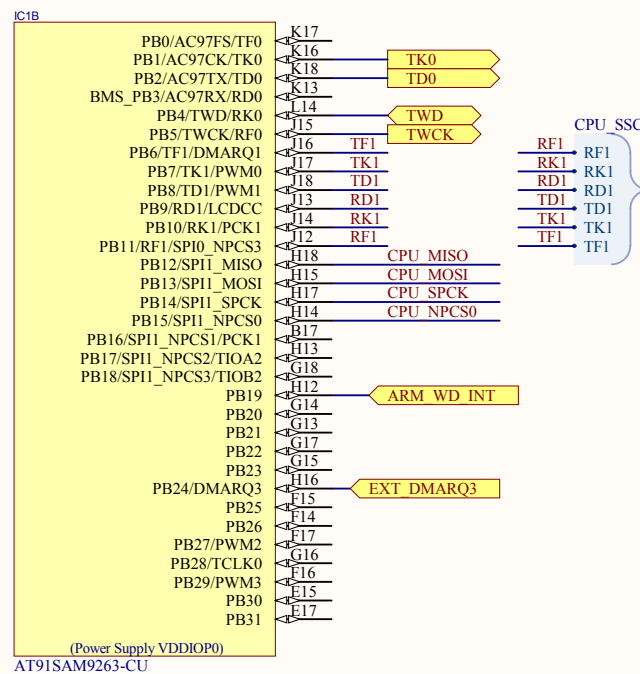 IC1B
PB0/AC97FS/TF0 K17
PB1/AC97CK/TK0 K16 TK0
PB2/AC97TX/TD0 K18 TD0
BMS_PB3/AC97RX/RD0 K13
PB4/TWD/RK0 L14 TWD
PB5/TWCK/RF0 J15 TWCK
CPU_SSC
PB6/TF1/DMARQ1 J16 TF1 RF1 RF1
PB7/TK1/PWM0 J17 TK1 RK1 RK1
PB8/TD1/PWM1 J18 TD1 RD1 RD1
PB9/RD1/LCDCC J13 RD1 TD1 TD1
PB10/RK1/PCK1 J14 RK1 TK1 TK1
PB11/RF1/SPI0_NPCS3 J12 RF1 TF1 TF1
PB12/SPI1_MISO H18 CPU_MISO
PB13/SPI1_MOSI H15 CPU_MOSI
PB14/SPI1_SPCK H17 CPU_SPCK
PB15/SPI1_NPCS0 H14 CPU_NPCS0
PB16/SPI1_NPCS1/PCK1 B17
PB17/SPI1_NPCS2/TIOA2 H13
PB18/SPI1_NPCS3/TIOB2 G18
PB19 H12 ARM_WD_INT
PB20 G14
PB21 G13
PB22 G17
PB23 G15
PB24/DMARQ3 H16 EXT_DMARQ3
PB25 F15
PB26 F14
PB27/PWM2 F17
PB28/TCLK0 G16
PB29/PWM3 F16
PB30 E15
PB31 E17
(Power Supply VDDIOP0)
AT91SAM9263-CU